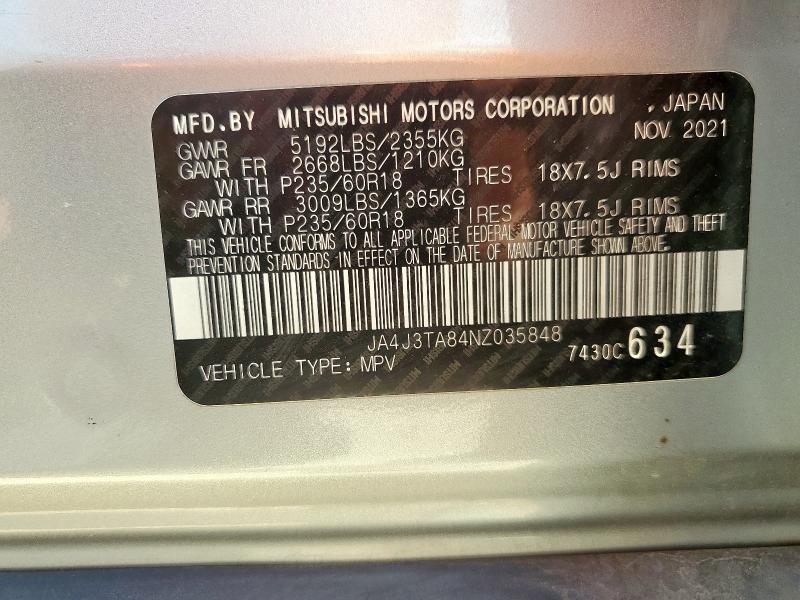 MFD.BY MITSUBISHI MOTORS CORPORATION , JAPAN
NOV. 2021
GWR 5192LBS/2355KG
GAWR FR 2668LBS/1210KG
WITH P235/60R18 TIRES 18X7.5J RIMS
GAWR RR 3009LBS/1365KG
WITH P235/60R18 TIRES 18X7.5J RIMS
THIS VEHICLE CONFORMS TO ALL APPLICABLE FEDERAL MOTOR VEHICLE SAFETY AND THEFT
PREVENTION STANDARDS IN EFFECT ON THE DATE OF MANUFACTURE SHOWN ABOVE.
JA4J3TA84NZ035848
7430C 634
VEHICLE TYPE: MPV